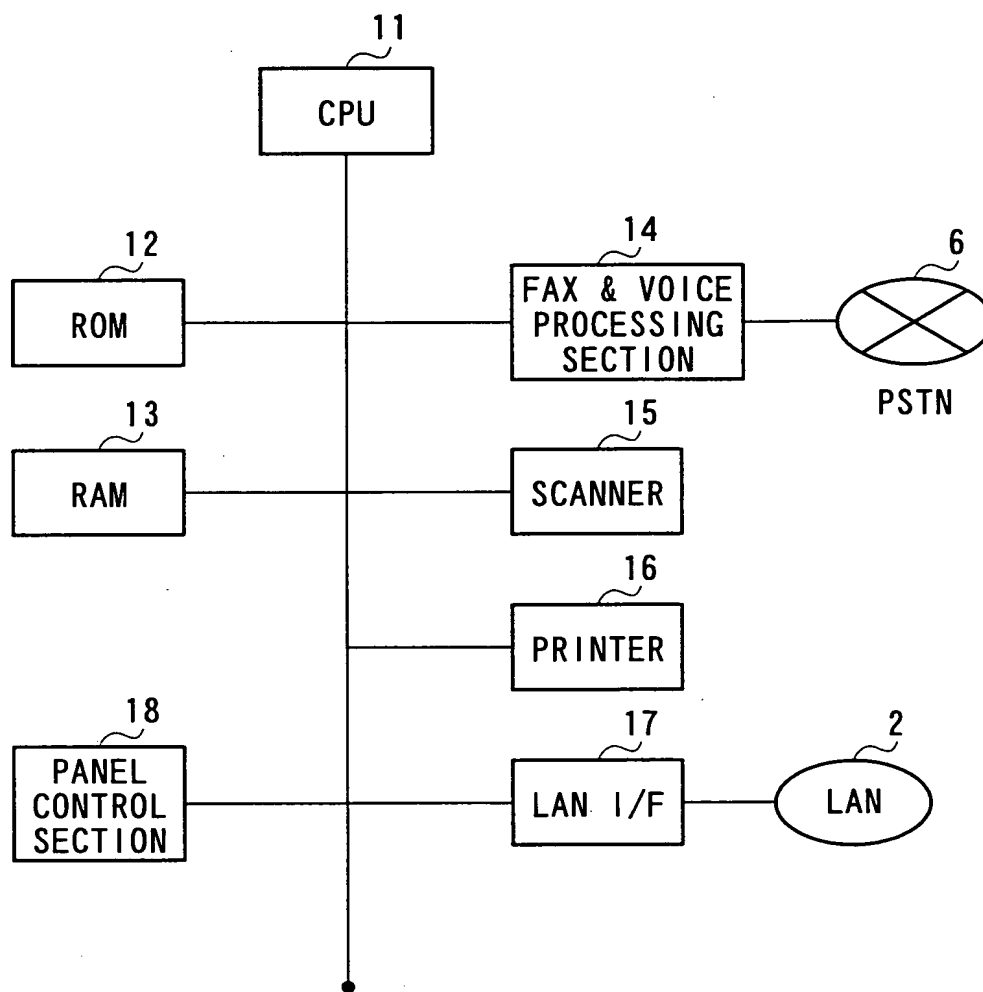 11
CPU
12
ROM
14
FAX & VOICE
PROCESSING
SECTION
6
PSTN
13
RAM
15
SCANNER
16
PRINTER
18
PANEL
CONTROL
SECTION
17
LAN I/F
2
LAN